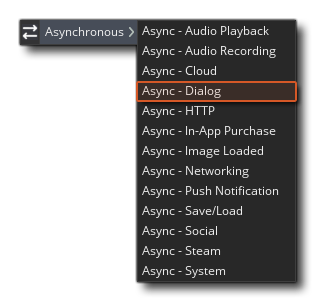 Asynchronous >
Async - Audio Playback
Async - Audio Recording
Async - Cloud
Async - Dialog
Async - HTTP
Async - In-App Purchase
Async - Image Loaded
Async - Networking
Async - Push Notification
Async - Save/Load
Async - Social
Async - Steam
Async - System